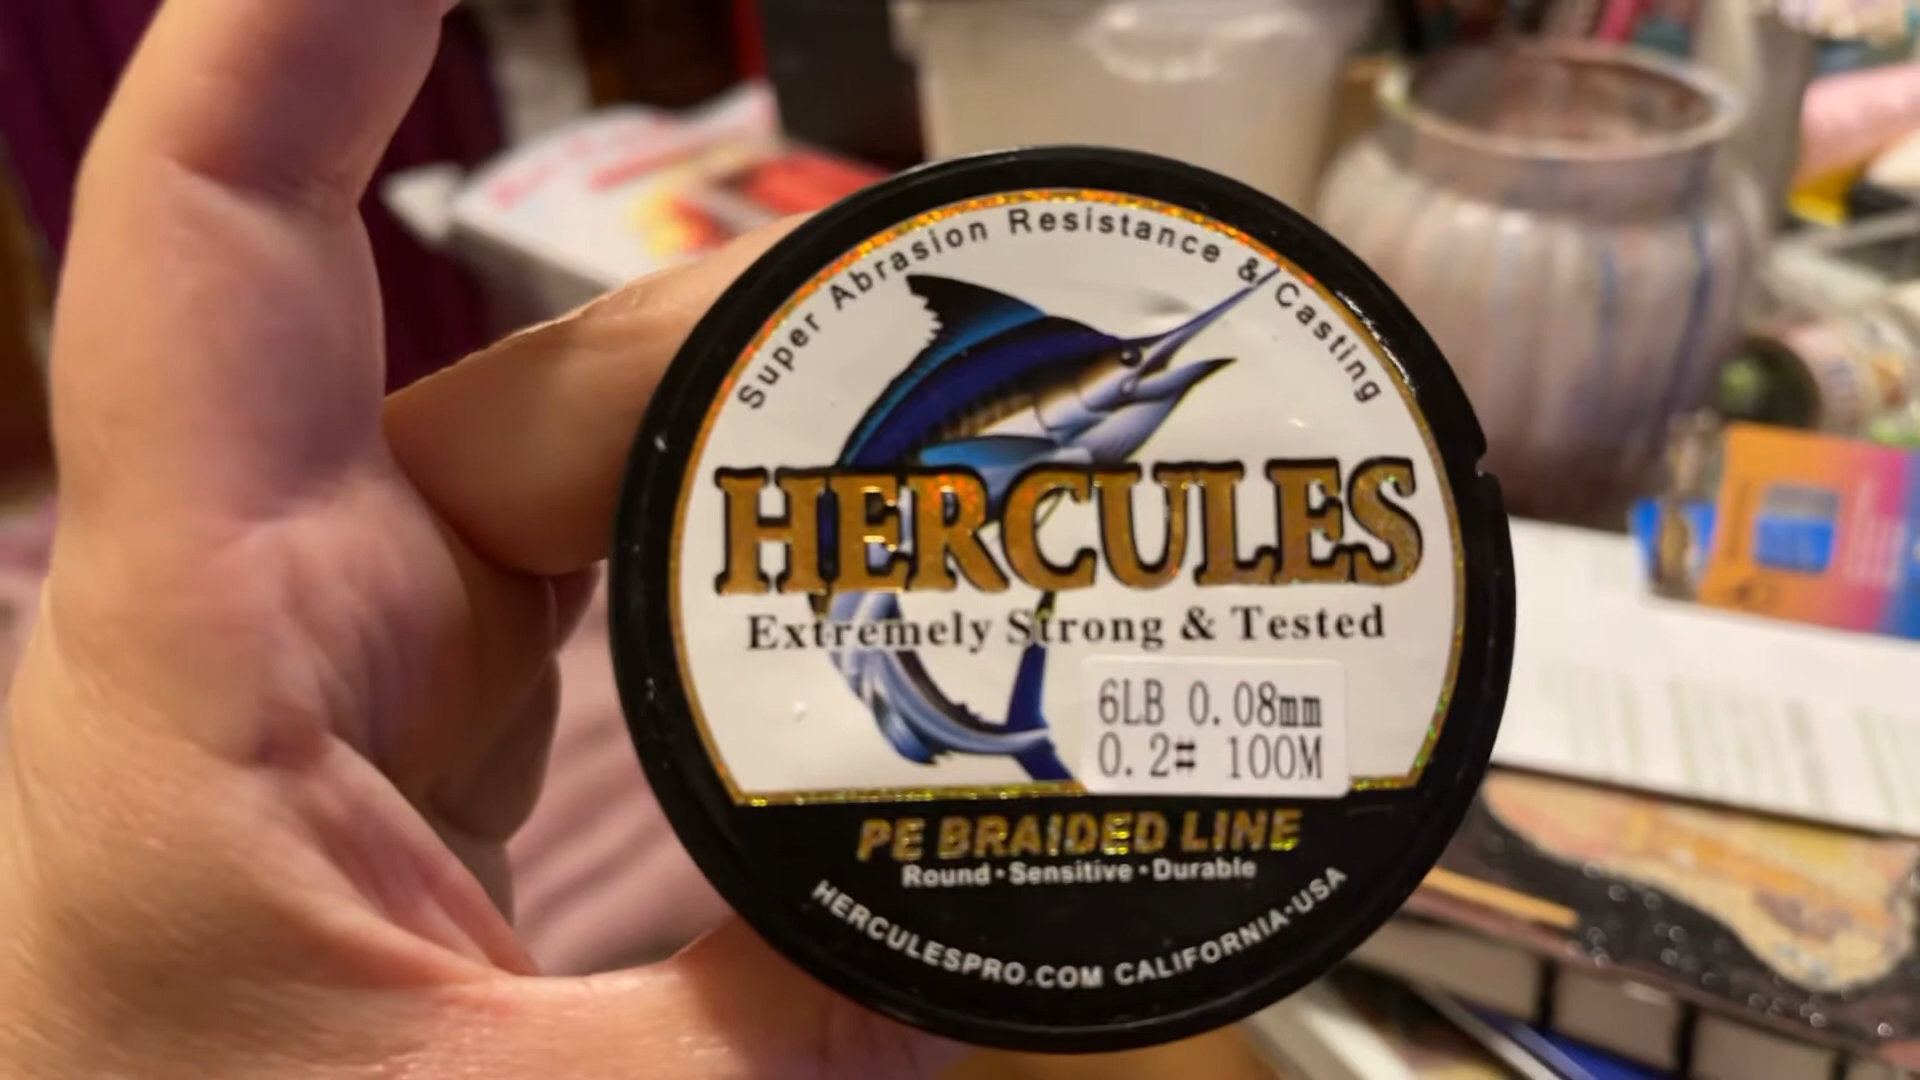 Super Abrasion Resistance & Casting
HERCULES
Extremely Strong & Tested
6LB 0.08mm
0.2# 100M
PE BRAIDED LINE
Round·Sensitive·Durable
HERCULESPRO.COM CALIFORNIA·USA